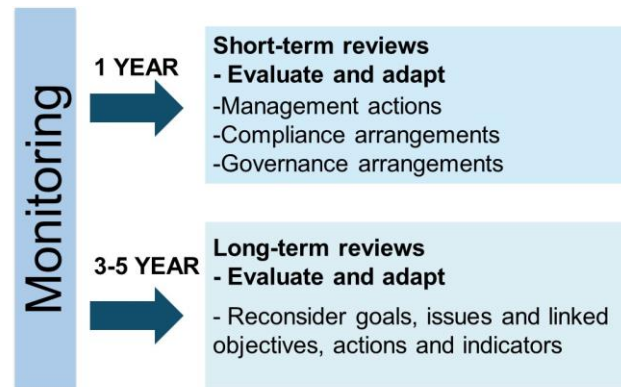 Monitoring
1 YEAR
Short-term reviews
- Evaluate and adapt
-Management actions
-Compliance arrangements
-Governance arrangements
3-5 YEAR
Long-term reviews
- Evaluate and adapt
- Reconsider goals, issues and linked
objectives, actions and indicators